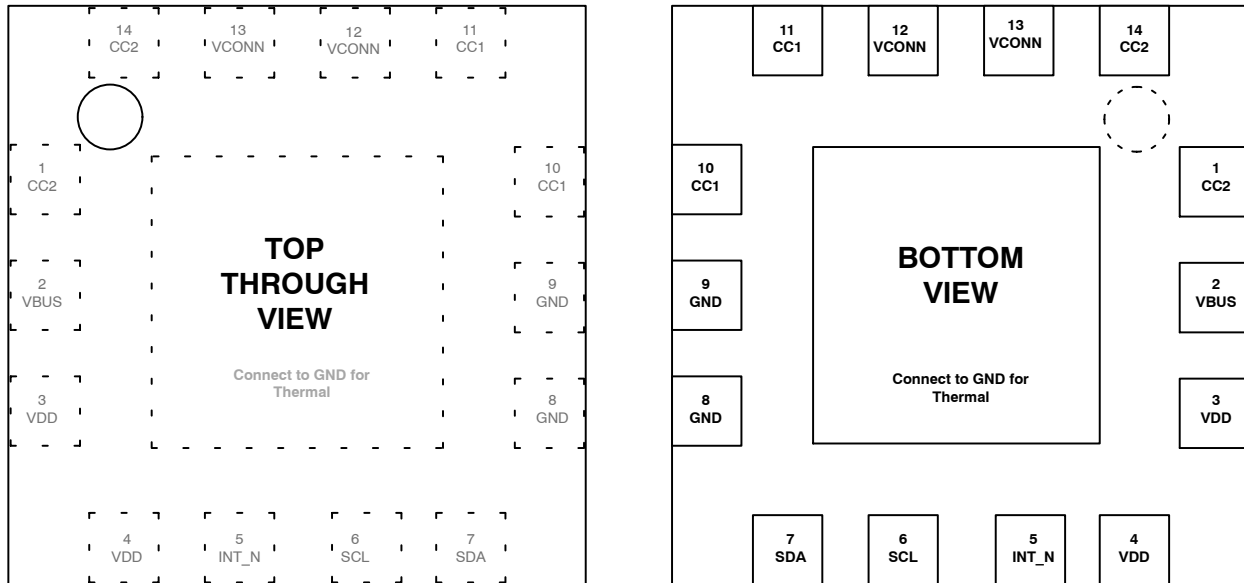 14
CC2
13
VCONN
12
VCONN
11
CC1
1
CC2
10
CC1
2
VBUS
9
GND
3
VDD
8
GND
TOP
THROUGH
VIEW
Connect to GND for
Thermal
4
VDD
5
INT_N
6
SCL
7
SDA
11
CC1
12
VCONN
13
VCONN
14
CC2
10
CC1
1
CC2
9
GND
2
VBUS
8
GND
3
VDD
BOTTOM
VIEW
Connect to GND for
Thermal
7
SDA
6
SCL
5
INT_N
4
VDD